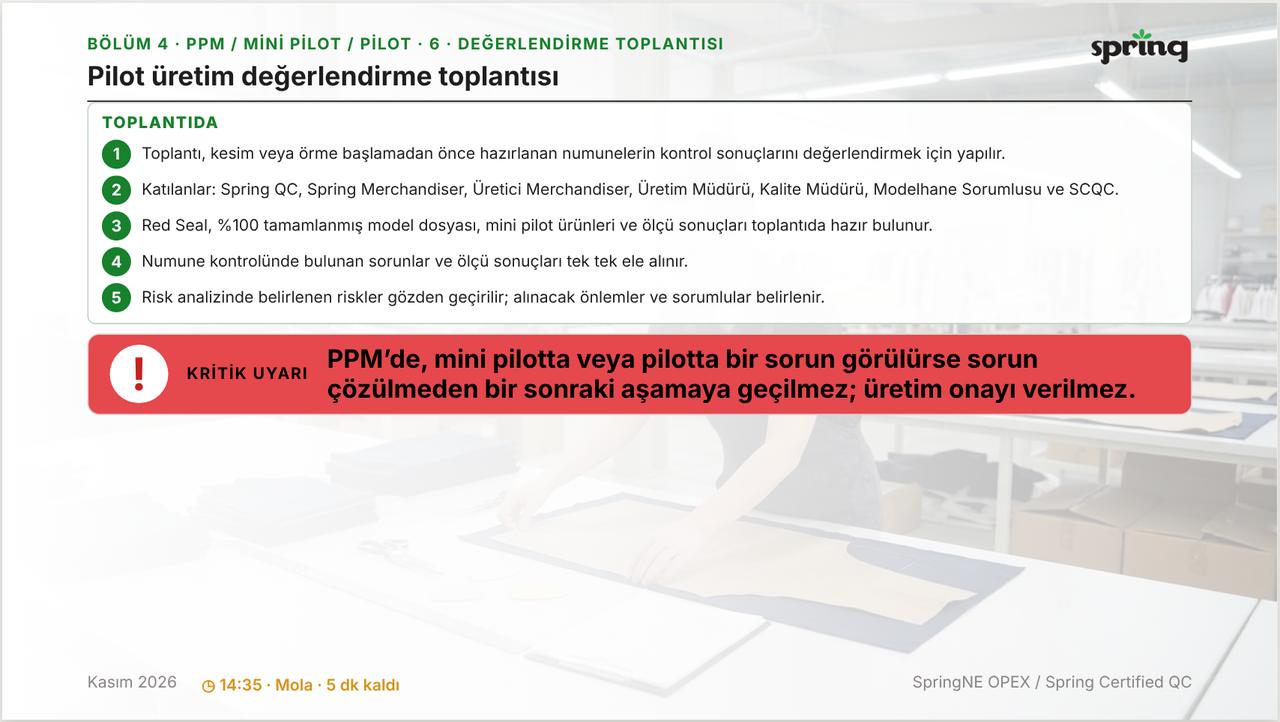 BÖLÜM 4 · PPM / MİNİ PİLOT / PİLOT · 6 · DEĞERLENDİRME TOPLANTISI
spring
Pilot üretim değerlendirme toplantısı
TOPLANTIDA
1 Toplantı, kesim veya örme başlamadan önce hazırlanan numunelerin kontrol sonuçlarını değerlendirmek için yapılır.
2 Katılanlar: Spring QC, Spring Merchandiser, Üretici Merchandiser, Üretim Müdürü, Kalite Müdürü, Modelhane Sorumlusu ve SCQC.
3 Red Seal, %100 tamamlanmış model dosyası, mini pilot ürünleri ve ölçü sonuçları toplantıda hazır bulunur.
4 Numune kontrolünde bulunan sorunlar ve ölçü sonuçları tek tek ele alınır.
5 Risk analizinde belirlenen riskler gözden geçirilir; alınacak önlemler ve sorumlular belirlenir.
! KRİTİK UYARI
PPM’de, mini pilotta veya pilotta bir sorun görülürse sorun
çözülmeden bir sonraki aşamaya geçilmez; üretim onayı verilmez.
Kasım 2026
14:35 · Mola · 5 dk kaldı
SpringNE OPEX / Spring Certified QC